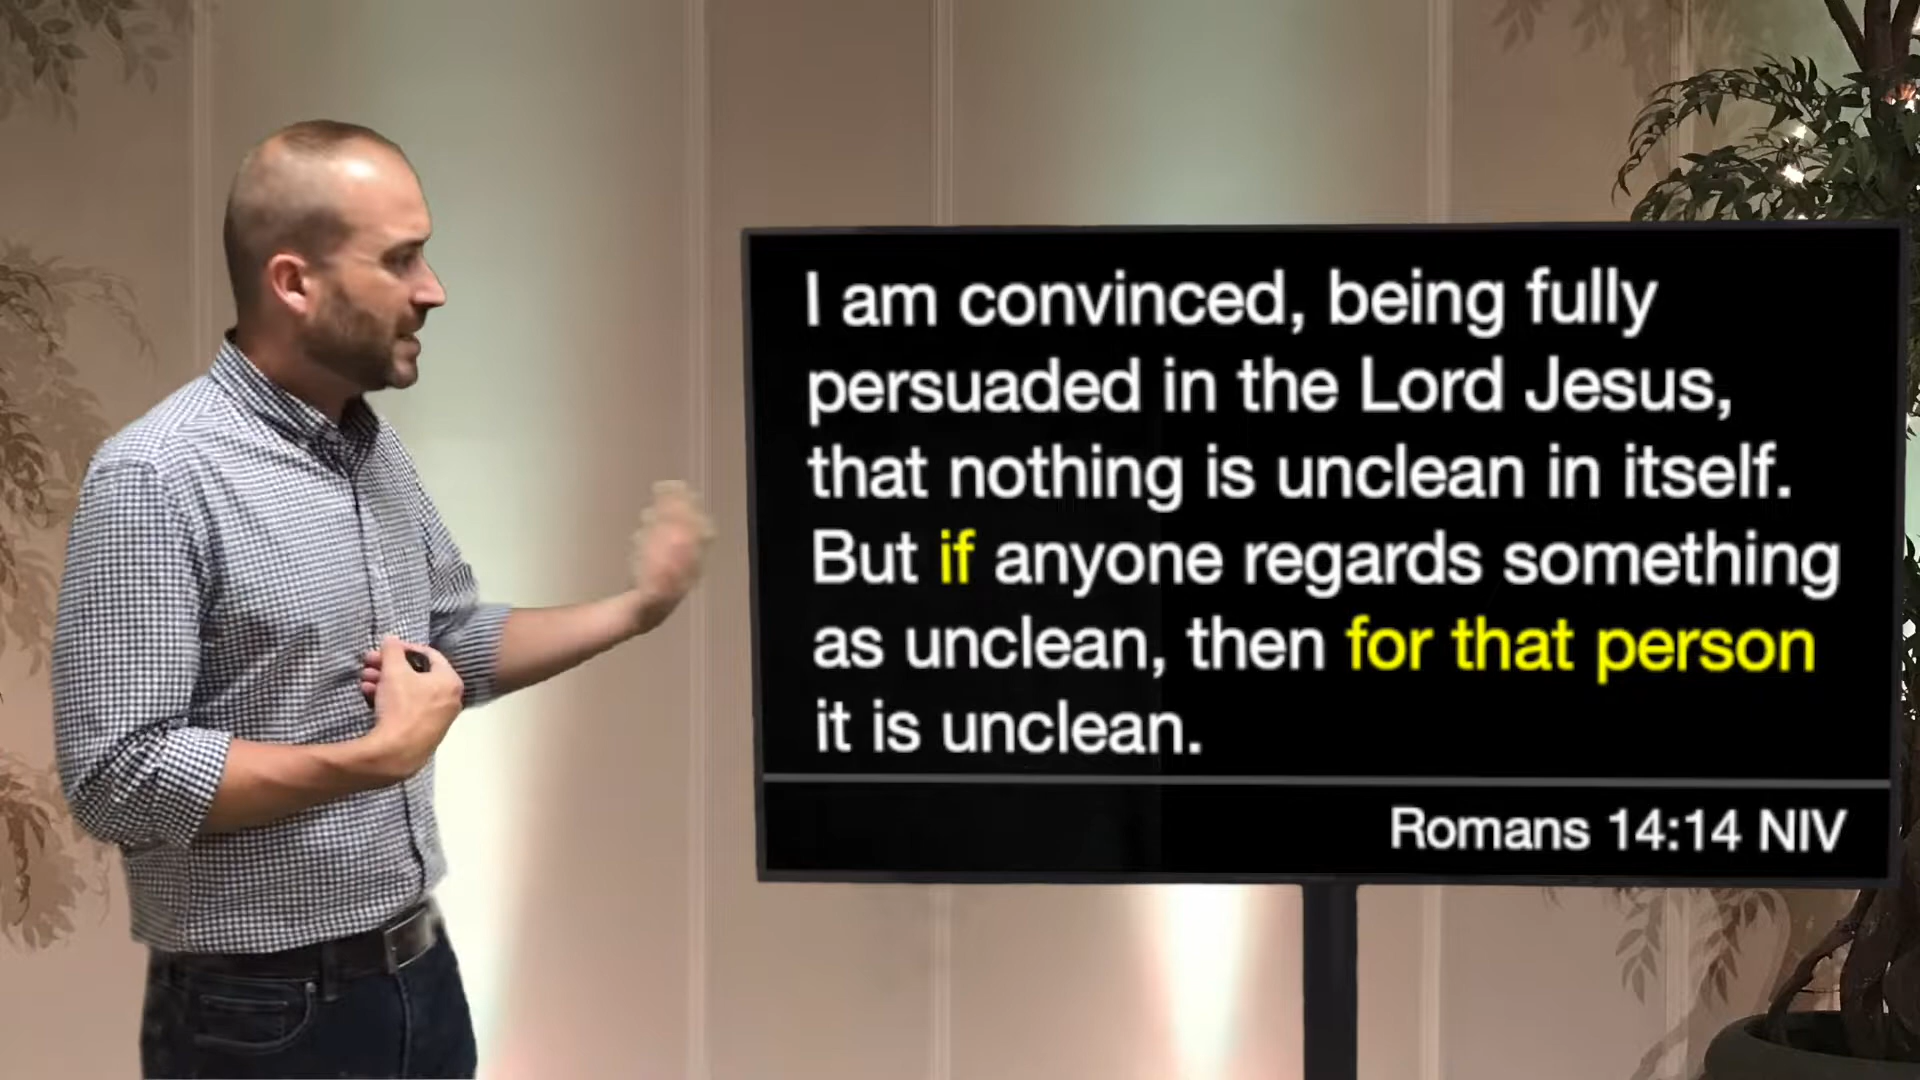 I am convinced, being fully
persuaded in the Lord Jesus,
that nothing is unclean in itself.
But if anyone regards something
as unclean, then for that person
it is unclean.
Romans 14:14 NIV